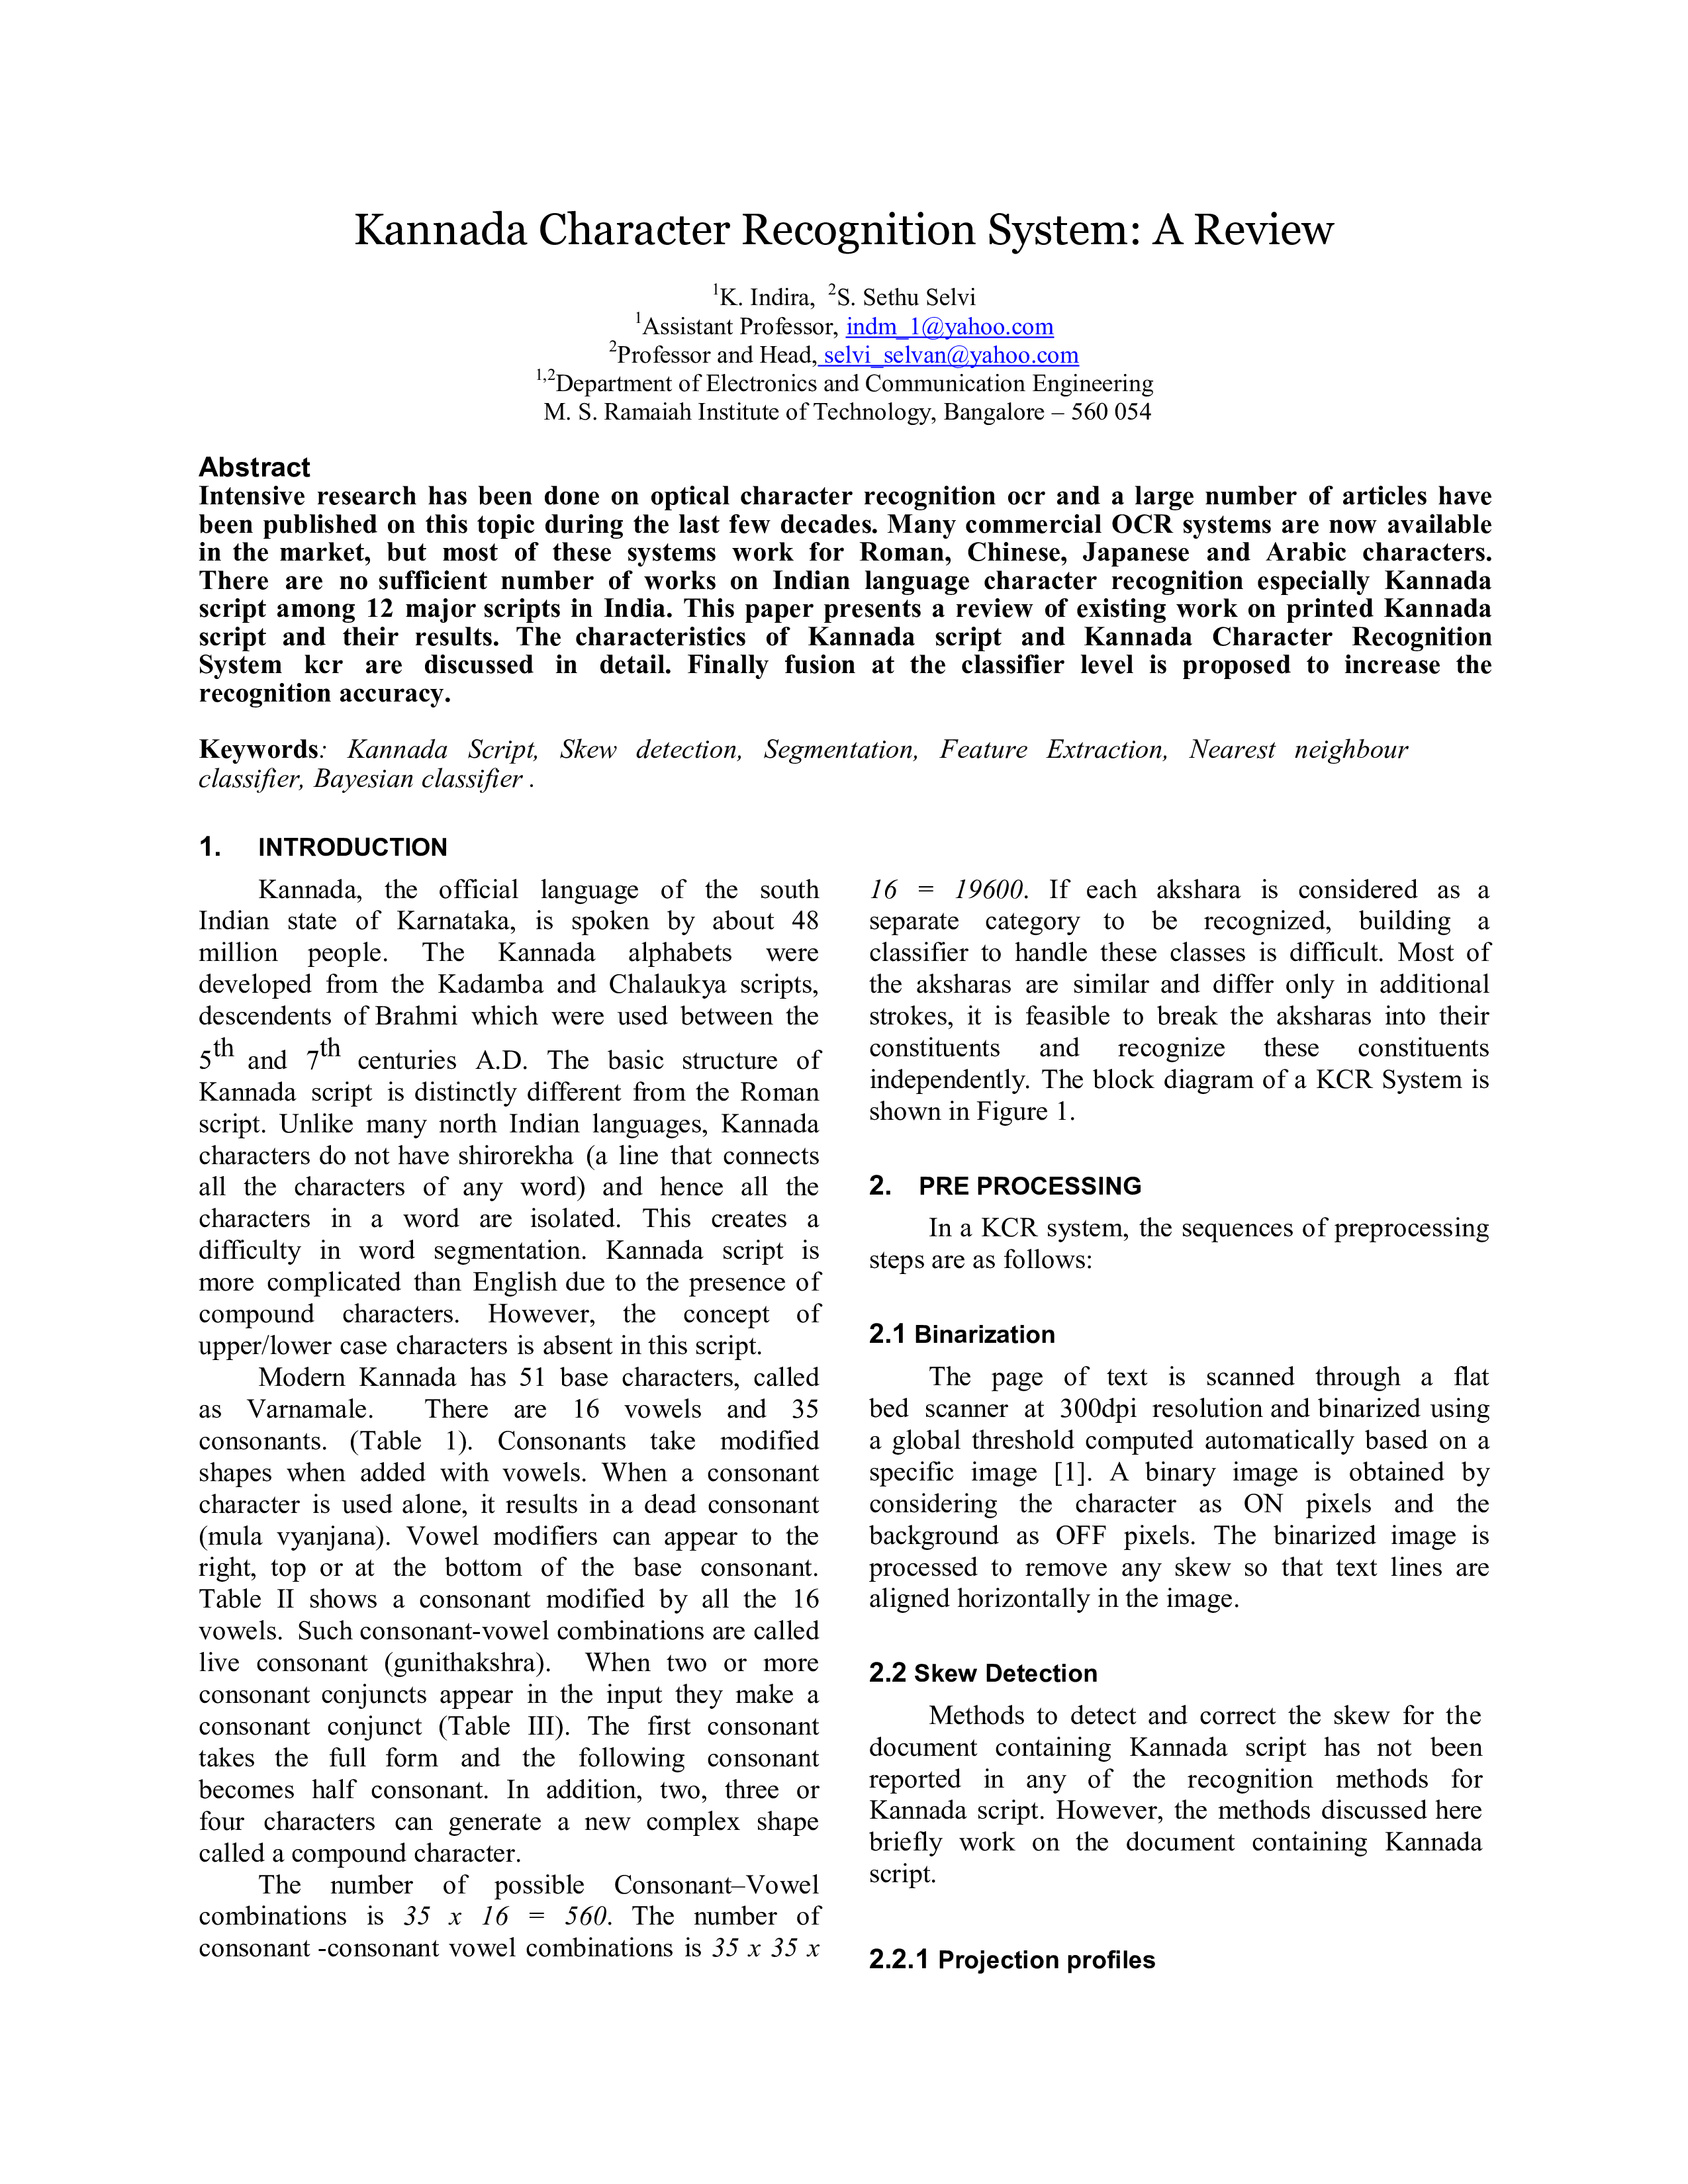 Kannada Character Recognition System: A Review
1K. Indira, 2S. Sethu Selvi
1Assistant Professor, indm_1@yahoo.com
2Professor and Head, selvi_selvan@yahoo.com
1,2Department of Electronics and Communication Engineering
M. S. Ramaiah Institute of Technology, Bangalore – 560 054
Abstract
Intensive research has been done on optical character recognition ocr and a large number of articles have
been published on this topic during the last few decades. Many commercial OCR systems are now available
in the market, but most of these systems work for Roman, Chinese, Japanese and Arabic characters.
There are no sufficient number of works on Indian language character recognition especially Kannada
script among 12 major scripts in India. This paper presents a review of existing work on printed Kannada
script and their results. The characteristics of Kannada script and Kannada Character Recognition
System kcr are discussed in detail. Finally fusion at the classifier level is proposed to increase the
recognition accuracy.
Keywords: Kannada Script, Skew detection, Segmentation, Feature Extraction, Nearest neighbour
classifier, Bayesian classifier .
1. INTRODUCTION
Kannada, the official language of the south
Indian state of Karnataka, is spoken by about 48
million people. The Kannada alphabets were
developed from the Kadamba and Chalaukya scripts,
descendents of Brahmi which were used between the
5th and 7th centuries A.D. The basic structure of
Kannada script is distinctly different from the Roman
script. Unlike many north Indian languages, Kannada
characters do not have shirorekha (a line that connects
all the characters of any word) and hence all the
characters in a word are isolated. This creates a
difficulty in word segmentation. Kannada script is
more complicated than English due to the presence of
compound characters. However, the concept of
upper/lower case characters is absent in this script.
Modern Kannada has 51 base characters, called
as Varnamale. There are 16 vowels and 35
consonants. (Table 1). Consonants take modified
shapes when added with vowels. When a consonant
character is used alone, it results in a dead consonant
(mula vyanjana). Vowel modifiers can appear to the
right, top or at the bottom of the base consonant.
Table II shows a consonant modified by all the 16
vowels. Such consonant-vowel combinations are called
live consonant (gunithakshra). When two or more
consonant conjuncts appear in the input they make a
consonant conjunct (Table III). The first consonant
takes the full form and the following consonant
becomes half consonant. In addition, two, three or
four characters can generate a new complex shape
called a compound character.
The number of possible Consonant–Vowel
combinations is 35 x 16 = 560. The number of
consonant -consonant vowel combinations is 35 x 35 x
16 = 19600. If each akshara is considered as a
separate category to be recognized, building a
classifier to handle these classes is difficult. Most of
the aksharas are similar and differ only in additional
strokes, it is feasible to break the aksharas into their
constituents and recognize these constituents
independently. The block diagram of a KCR System is
shown in Figure 1.
2. PRE PROCESSING
In a KCR system, the sequences of preprocessing
steps are as follows:
2.1 Binarization
The page of text is scanned through a flat
bed scanner at 300dpi resolution and binarized using
a global threshold computed automatically based on a
specific image [1]. A binary image is obtained by
considering the character as ON pixels and the
background as OFF pixels. The binarized image is
processed to remove any skew so that text lines are
aligned horizontally in the image.
2.2 Skew Detection
Methods to detect and correct the skew for the
document containing Kannada script has not been
reported in any of the recognition methods for
Kannada script. However, the methods discussed here
briefly work on the document containing Kannada
script.
2.2.1 Projection profiles